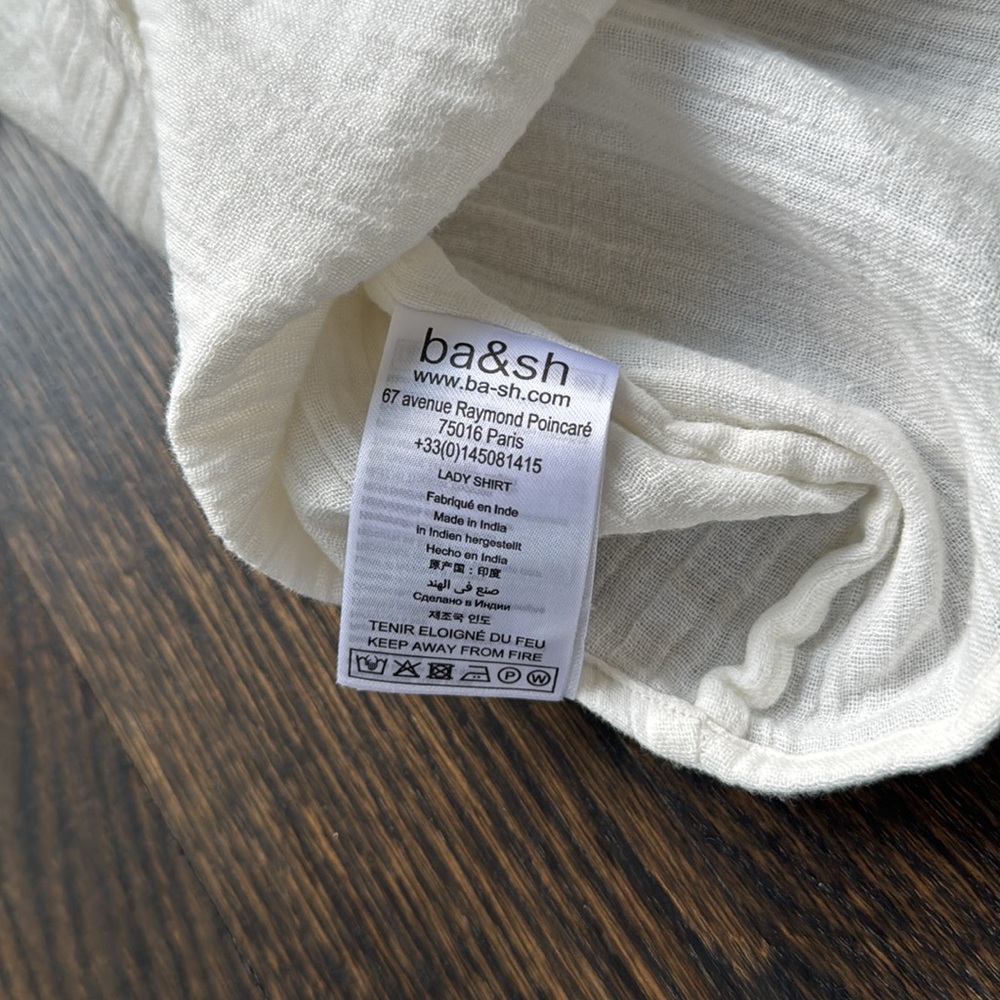 ba&sh
www.ba-sh.com
67 avenue Raymond Poincaré
75016 Paris
+33(0)145081415
LADY SHIRT
Fabriqué en Inde
Made in India
in Indien hergestellt
Hecho en India
原产国：印度
صنع فى الهند
Сделано в Индии
제조국 인도
TENIR ELOIGNÉ DU FEU
KEEP AWAY FROM FIRE
P W